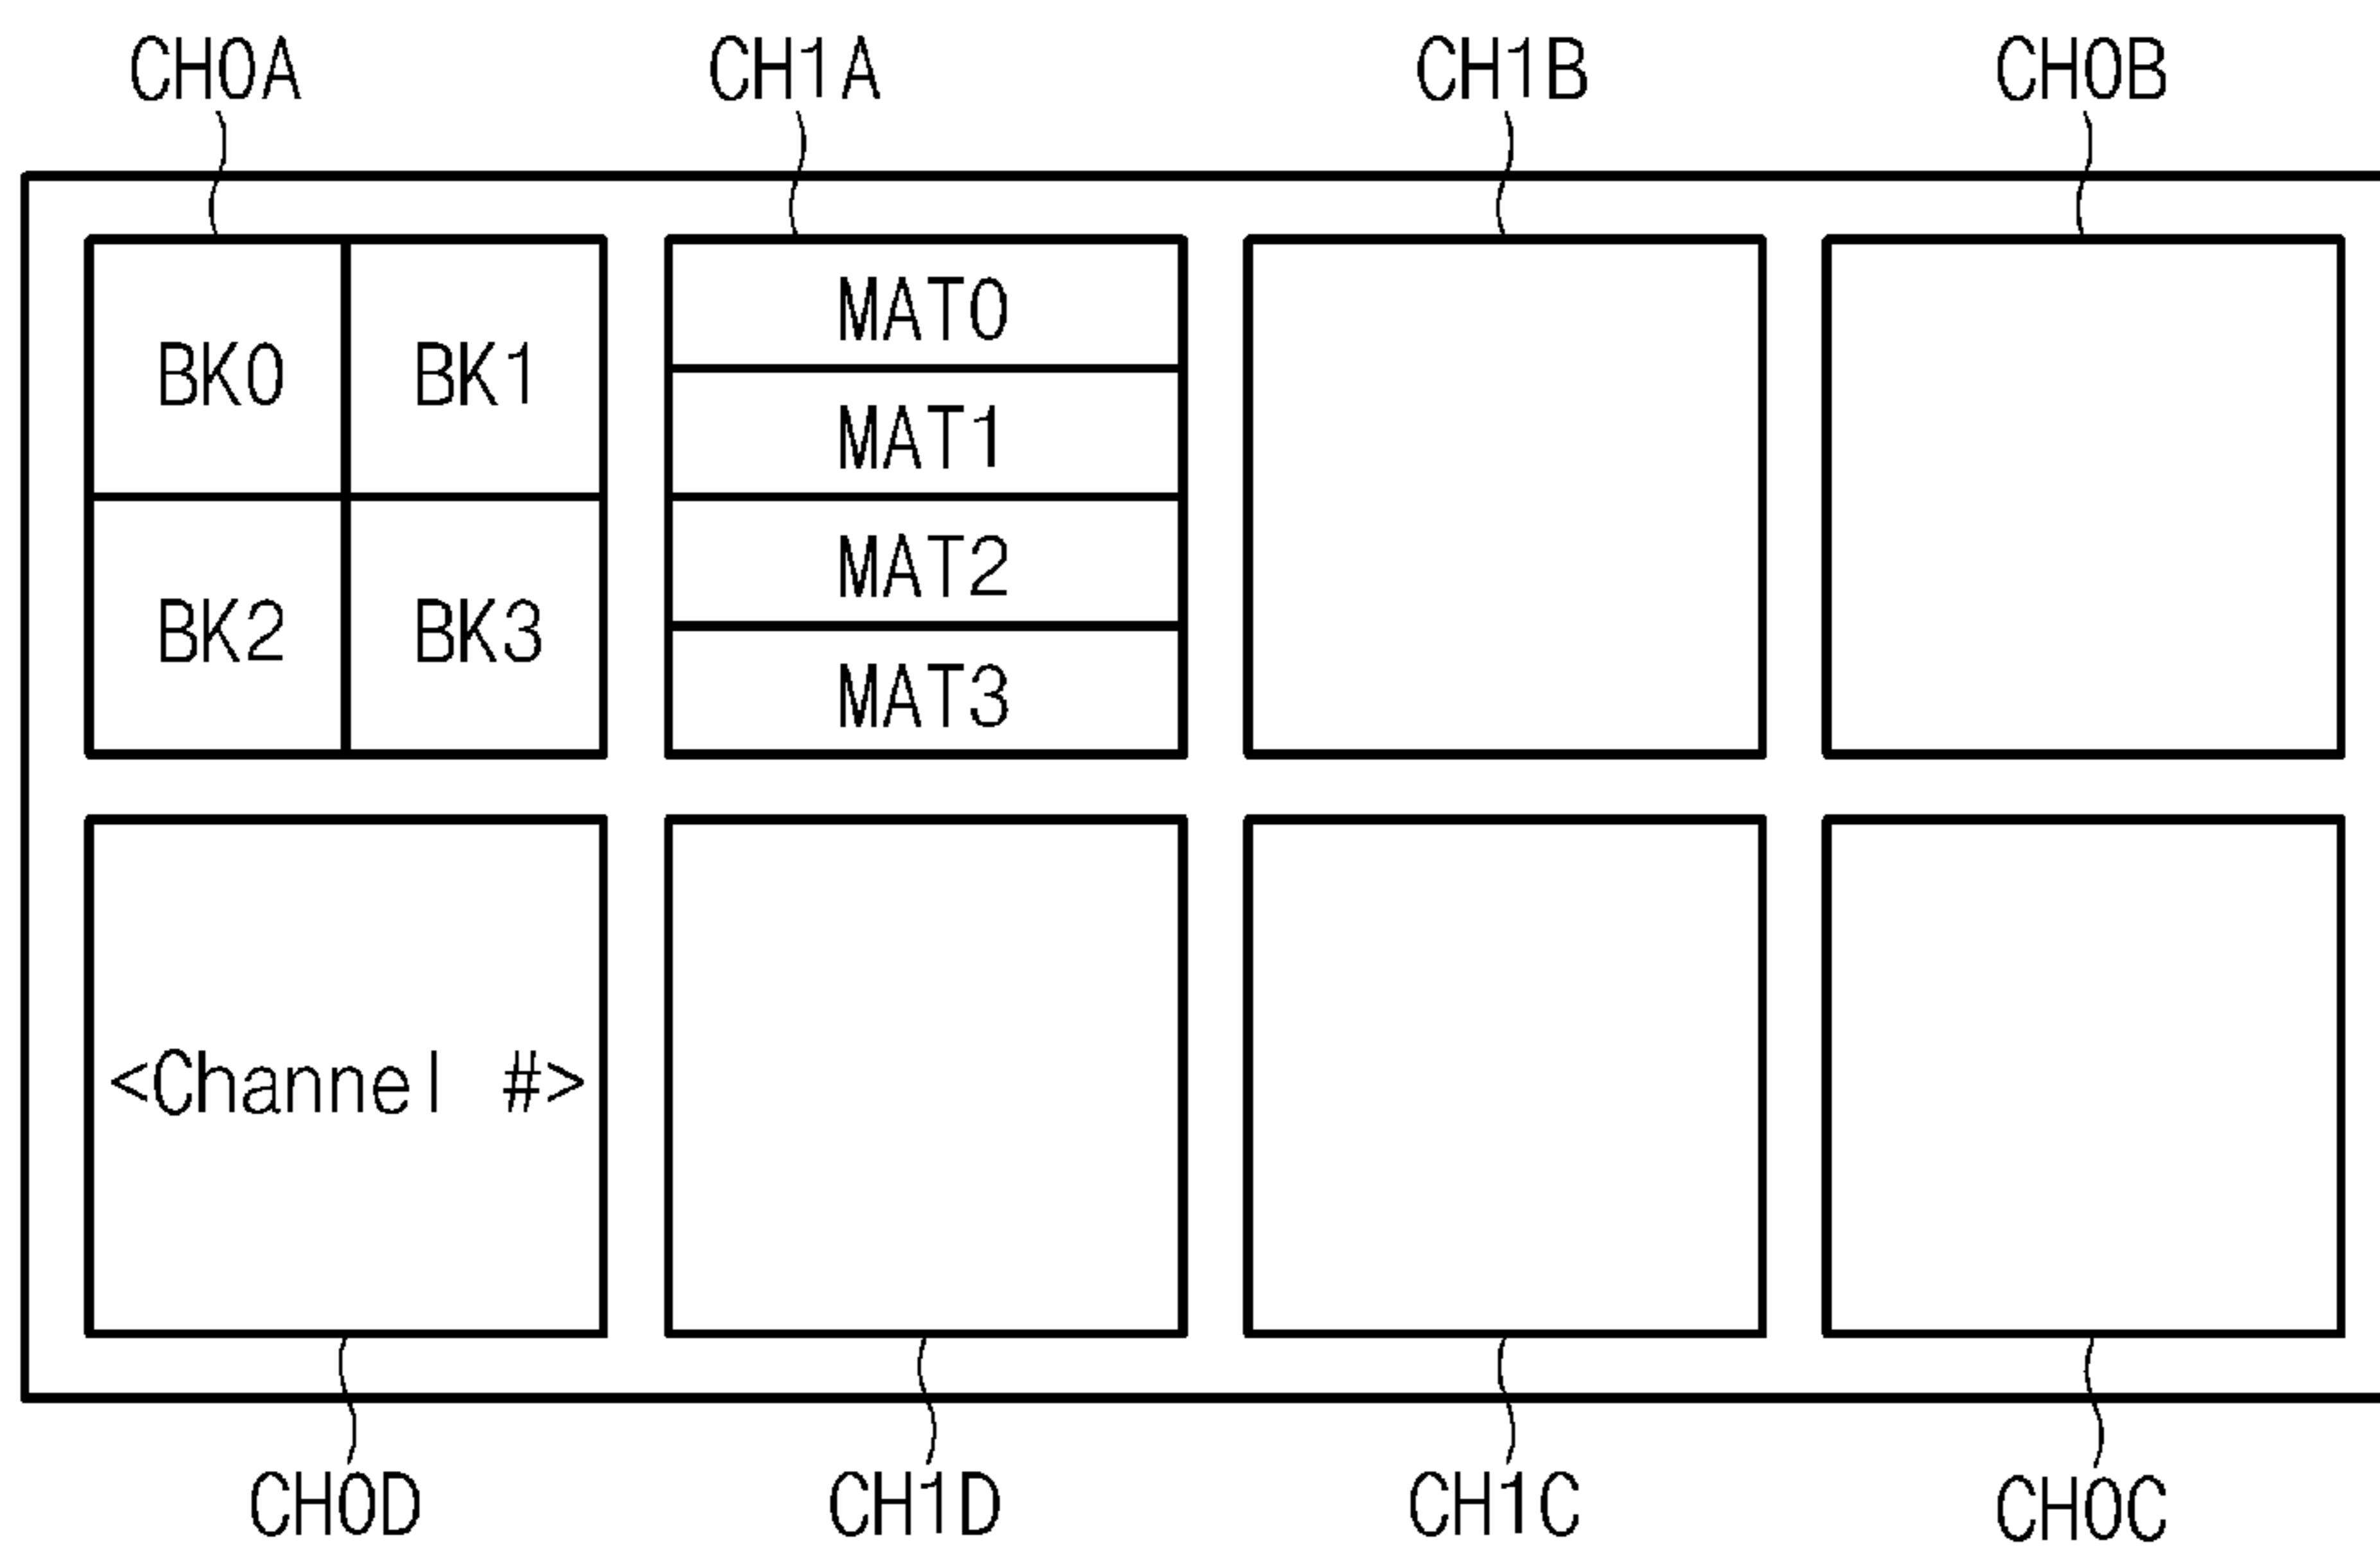 CH0A CH1A CH1B CH0B
MAT0
BK0 BK1
MAT1
MAT2
BK2 BK3
MAT3
<Channel #>
CH0D CH1D CH1C CH0C